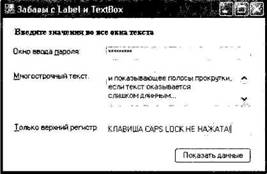 Забавы с Label и TextBox
Введите значения во все окна текста
Окно ввода пароля:
Многострочный текст
и показывающее полосы прокрутки,
если текст оказывается
слишком длинным...
Только верхний регистр
КЛАВИША CAPS LOCK НЕ НАЖАТА!
Показать данные